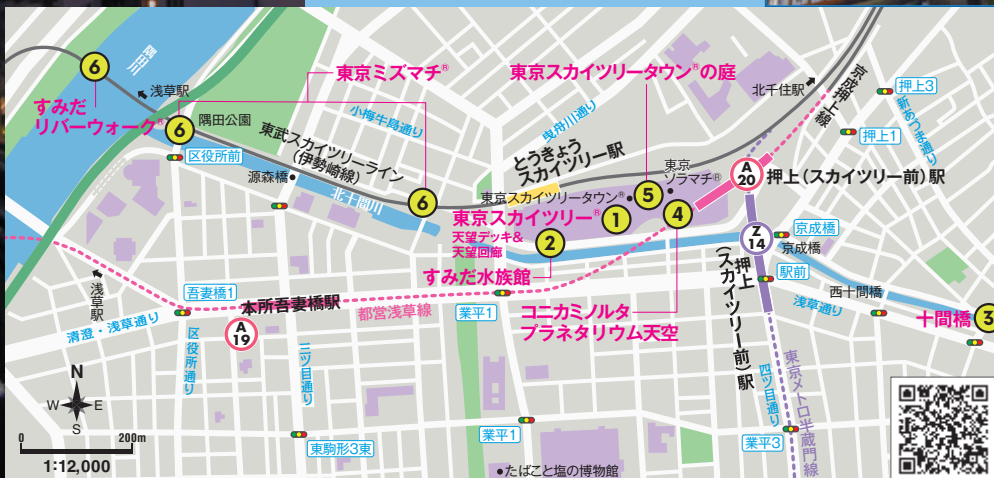 隅田川
6
浅草駅
すみだ
リバーウォーク®
6
隅田公園
東京ミズマチ®
小梅牛島通り
曳舟川通り
東京スカイツリータウン®の庭
北千住駅
京成押上線
押上3
新あづま通り
押上1
区役所前
東武スカイツリーライン
(伊勢崎線)
源森橋
北十間川
6
とうきょう
スカイツリー駅
東京スカイツリータウン®
東京
ソラマチ®
5
A
20
押上(スカイツリー前)駅
東京スカイツリー®
天望デッキ&
天望回廊
1
4
2
すみだ水族館
Z
14
京成橋
京成橋
駅前
押上
(スカイツリー前)駅
西十間橋
浅草通り
十間橋
3
浅草駅
吾妻橋1
本所吾妻橋駅
都営浅草線
業平1
コニカミノルタ
プラネタリウム天空
清澄・浅草通り
区役所通り
A
19
三ツ目通り
四ツ目通り
東京メトロ半蔵門線
N
W
E
S
0
200m
1:12,000
東駒形3東
業平1
業平3
たばこと塩の博物館